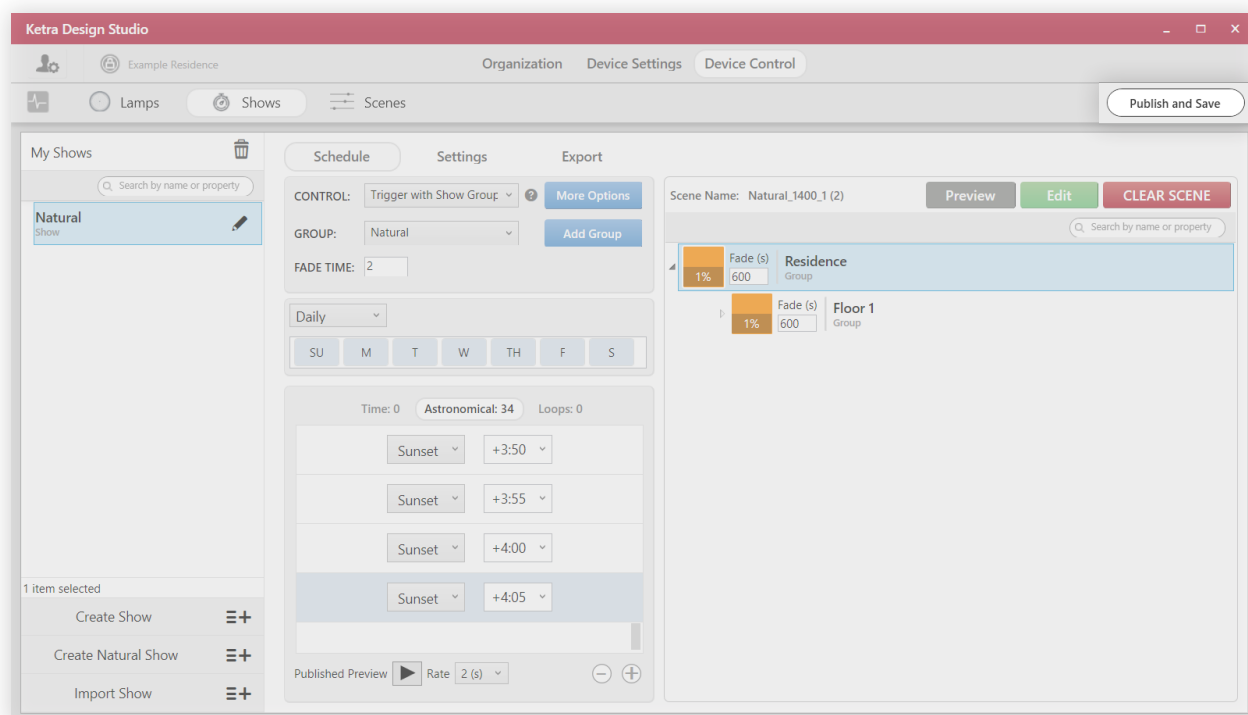 Ketra Design Studio
Example Residence
Organization Device Settings Device Control
Lamps Shows Scenes
Publish and Save
My Shows
Search by name or property
Natural
Show
1 item selected
Create Show
Create Natural Show
Import Show
Schedule Settings Export
CONTROL: Trigger with Show Group ? More Options
GROUP: Natural Add Group
FADE TIME: 2
Daily
SU M T W TH F S
Time: 0 Astronomical: 34 Loops: 0
Sunset +3:50
Sunset +3:55
Sunset +4:00
Sunset +4:05
Published Preview Rate 2 (s)
Scene Name: Natural_1400_1 (2) Preview Edit CLEAR SCENE
Search by name or property
1% Fade (s) 600 Residence
Group
1% Fade (s) 600 Floor 1
Group